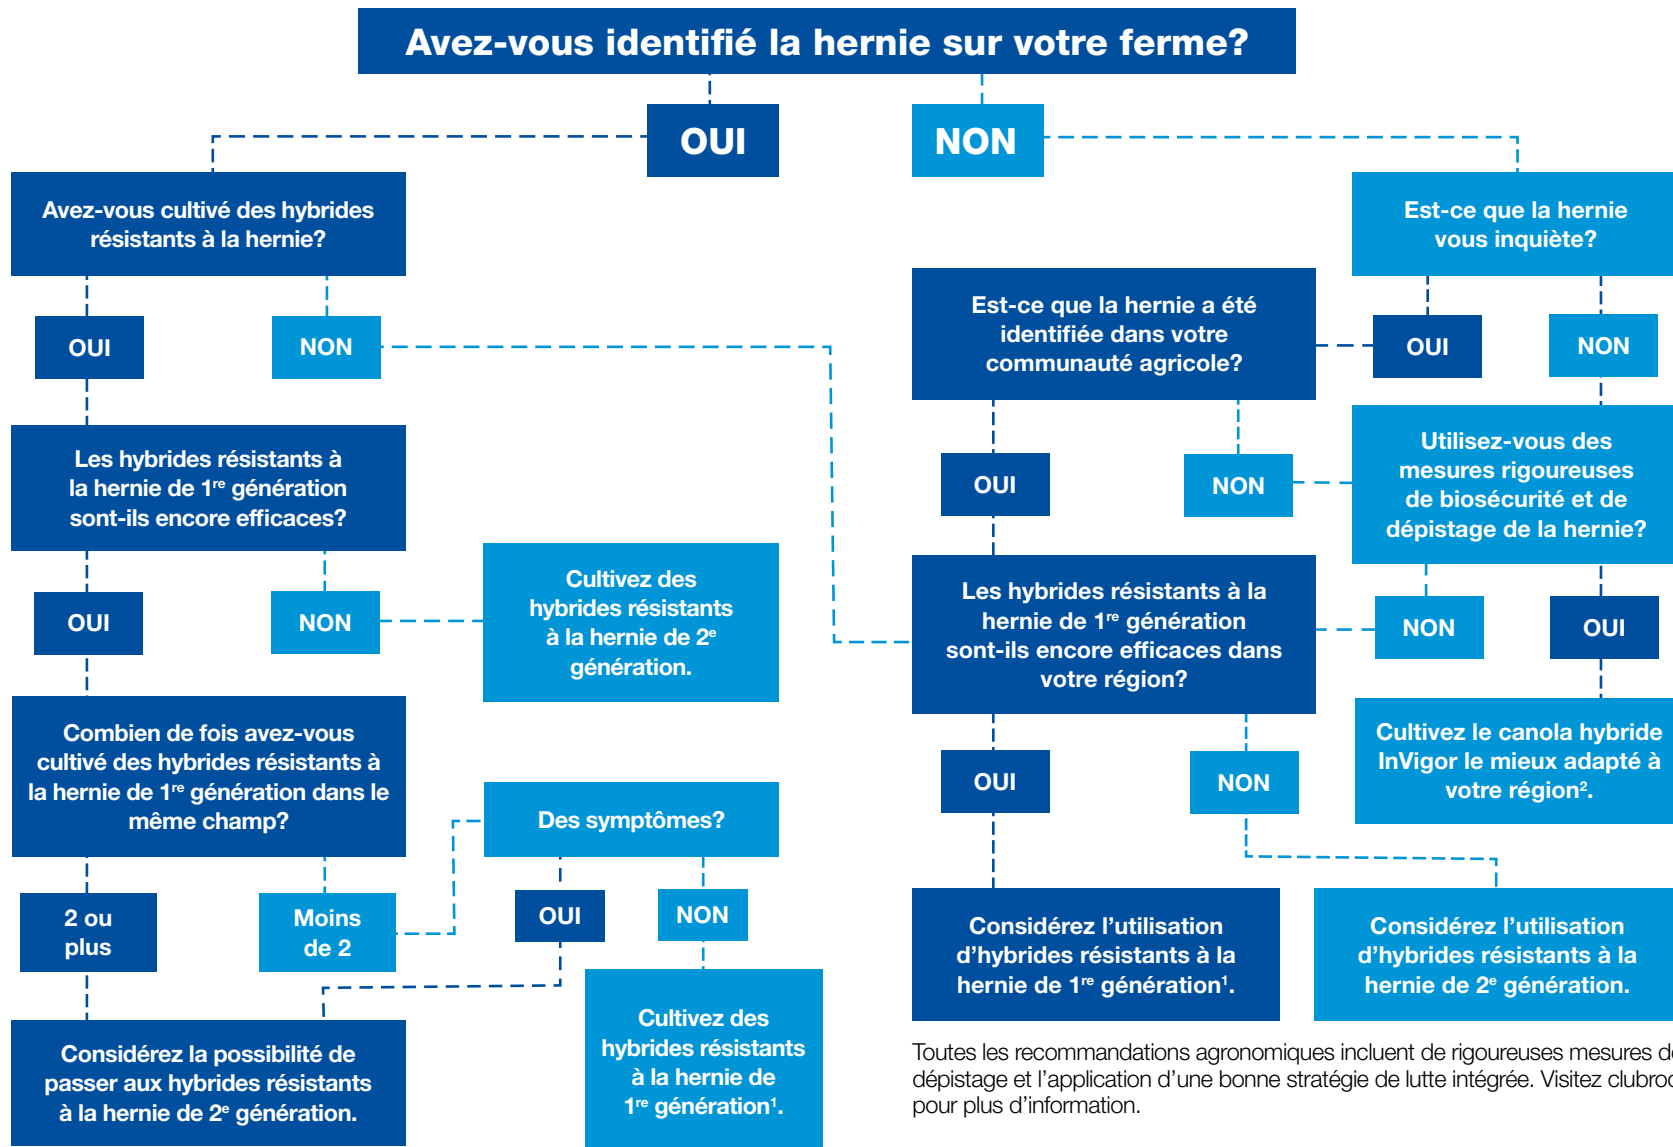 Avez-vous identifié la hernie sur votre ferme?
OUI
NON
Avez-vous cultivé des hybrides
résistants à la hernie?
OUI
NON
Les hybrides résistants à
la hernie de 1re génération
sont-ils encore efficaces?
OUI
NON
Cultivez des
hybrides résistants
à la hernie de 2e
génération.
Combien de fois avez-vous
cultivé des hybrides résistants à
la hernie de 1re génération dans le
même champ?
2 ou
plus
Moins
de 2
Des symptômes?
OUI
NON
Considérez la possibilité de
passer aux hybrides résistants
à la hernie de 2e génération.
Cultivez des
hybrides résistants
à la hernie de
1re génération1.
Est-ce que la hernie
vous inquiète?
OUI
NON
Est-ce que la hernie a été
identifiée dans votre
communauté agricole?
OUI
NON
Utilisez-vous des
mesures rigoureuses
de biosécurité et de
dépistage de la hernie?
NON
OUI
Les hybrides résistants à la
hernie de 1re génération
sont-ils encore efficaces dans
votre région?
OUI
NON
Cultivez le canola hybride
InVigor le mieux adapté à
votre région2.
Considérez l’utilisation
d’hybrides résistants à la
hernie de 1re génération1.
Considérez l’utilisation
d’hybrides résistants à la
hernie de 2e génération.
Toutes les recommandations agronomiques incluent de rigoureuses mesures de
dépistage et l’application d’une bonne stratégie de lutte intégrée. Visitez
pour plus d’information.